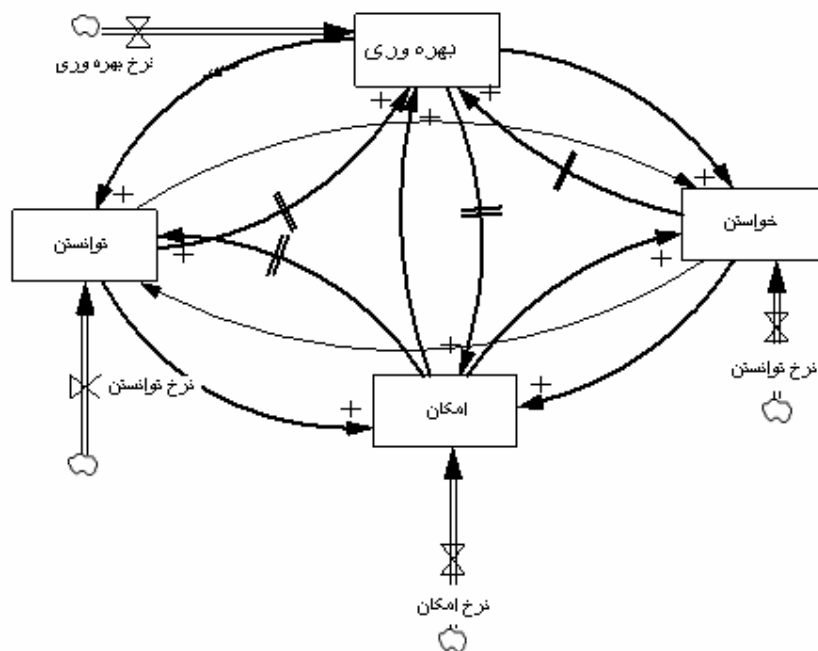 بهره وری
نرخ بهره وری
خواستن
توانستن
نرخ توانستن
نرخ توانستن
امکان
نرخ امکان